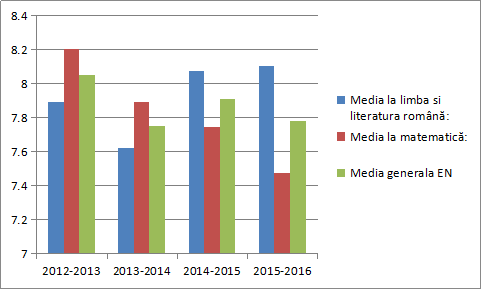 8.4
8.2
8
7.8
7.6
7.4
7.2
7
2012-2013 2013-2014 2014-2015 2015-2016
Media la limba si
literatura română:
Media la matematică:
Media generala EN